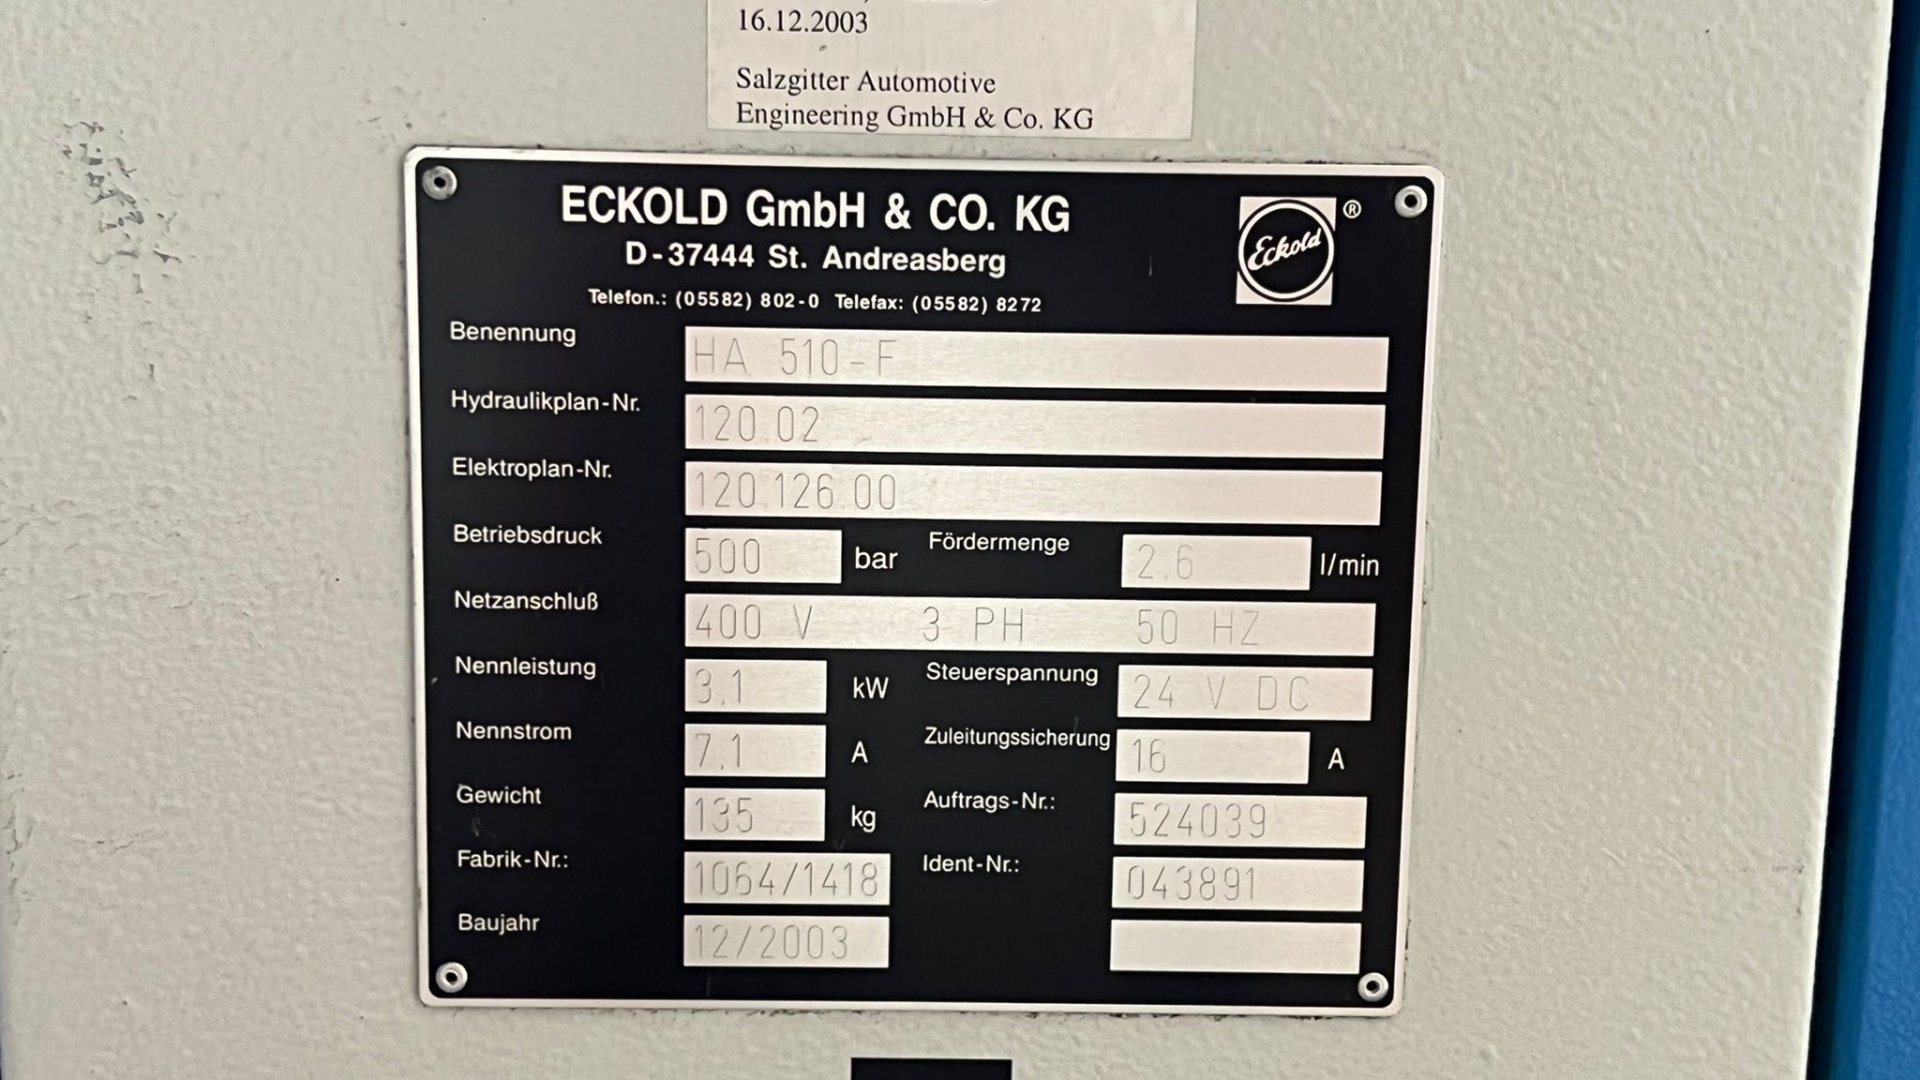 16.12.2003
Salzgitter Automotive
Engineering GmbH & Co. KG
ECKOLD GmbH & CO. KG
Eckold ®
D-37444 St. Andreasberg
Telefon.: (05582) 802-0 Telefax: (05582) 8272
Benennung HA 510-F
Hydraulikplan-Nr. 120.02
Elektroplan-Nr. 120.126.00
Betriebsdruck 500 bar Fördermenge 2,6 l/min
Netzanschluß 400 V 3 PH 50 HZ
Nennleistung 3,1 kW Steuerspannung 24 V DC
Nennstrom 7,1 A Zuleitungssicherung 16 A
Gewicht 135 kg Auftrags-Nr.: 524039
Fabrik-Nr.: 1064/1418 Ident-Nr.: 043891
Baujahr 12/2003